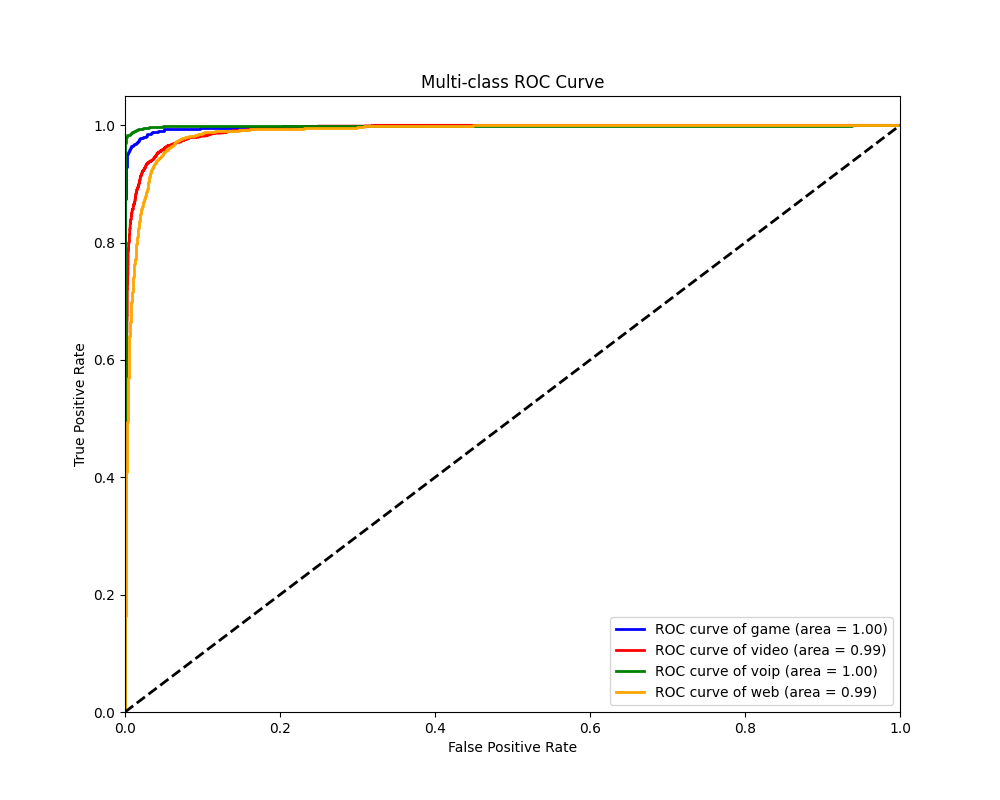 Multi-class ROC Curve
True Positive Rate
1.0
0.8
0.6
0.4
0.2
0.0
0.0 0.2 0.4 0.6 0.8 1.0
False Positive Rate
ROC curve of game (area = 1.00)
ROC curve of video (area = 0.99)
ROC curve of voip (area = 1.00)
ROC curve of web (area = 0.99)